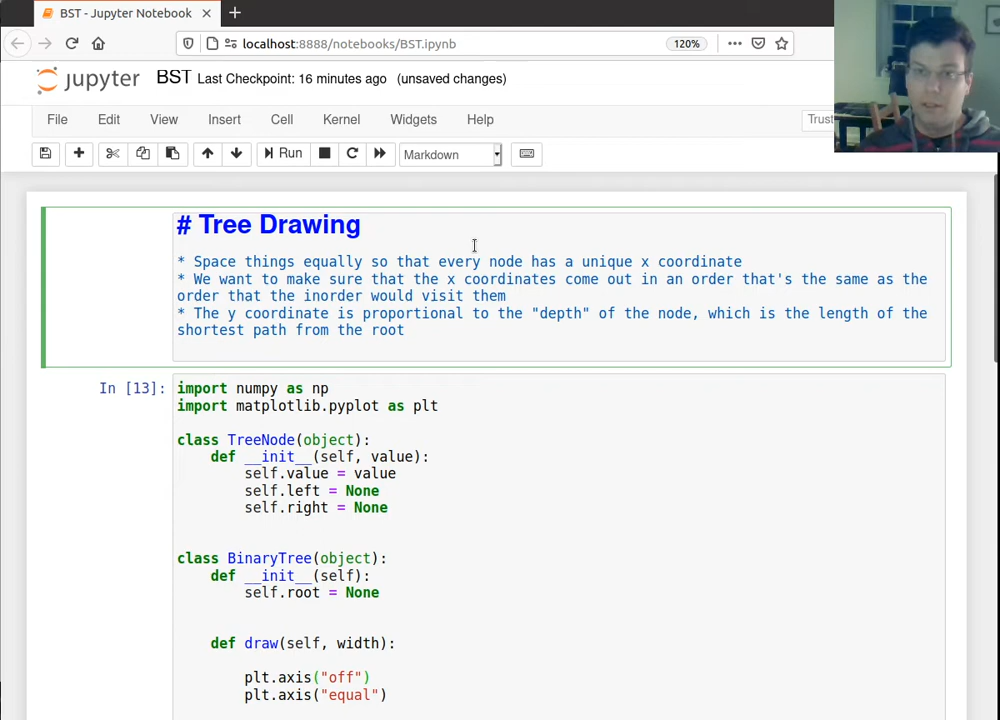 BST - Jupyter Notebook
localhost:8888/notebooks/BST.ipynb
120%
jupyter BST Last Checkpoint: 16 minutes ago (unsaved changes)
File Edit View Insert Cell Kernel Widgets Help
Trust
Run
Markdown
# Tree Drawing
* Space things equally so that every node has a unique x coordinate
* We want to make sure that the x coordinates come out in an order that's the same as the
order that the inorder would visit them
* The y coordinate is proportional to the "depth" of the node, which is the length of the
shortest path from the root
In [13]:
import numpy as np
import matplotlib.pyplot as plt
class TreeNode(object):
def __init__(self, value):
self.value = value
self.left = None
self.right = None
class BinaryTree(object):
def __init__(self):
self.root = None
def draw(self, width):
plt.axis("off")
plt.axis("equal")